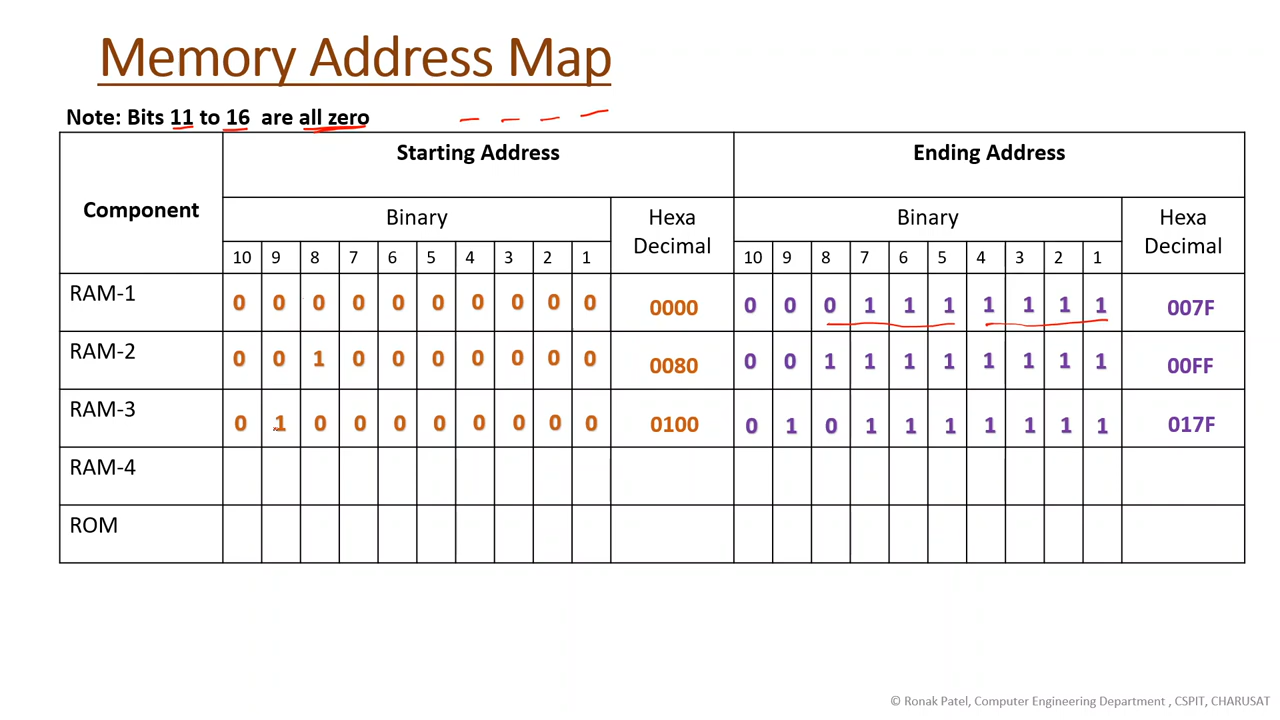 Memory Address Map
Note: Bits 11 to 16 are all zero
Component Starting Address Ending Address
Binary Hexa Decimal Binary Hexa Decimal
10 9 8 7 6 5 4 3 2 1 10 9 8 7 6 5 4 3 2 1
RAM-1 0 0 0 0 0 0 0 0 0 0 0000 0 0 0 1 1 1 1 1 1 1 007F
RAM-2 0 0 1 0 0 0 0 0 0 0 0080 0 0 1 1 1 1 1 1 1 1 00FF
RAM-3 0 1 0 0 0 0 0 0 0 0 0100 0 1 0 1 1 1 1 1 1 1 017F
RAM-4
ROM
© Ronak Patel, Computer Engineering Department , CSPIT, CHARUSAT